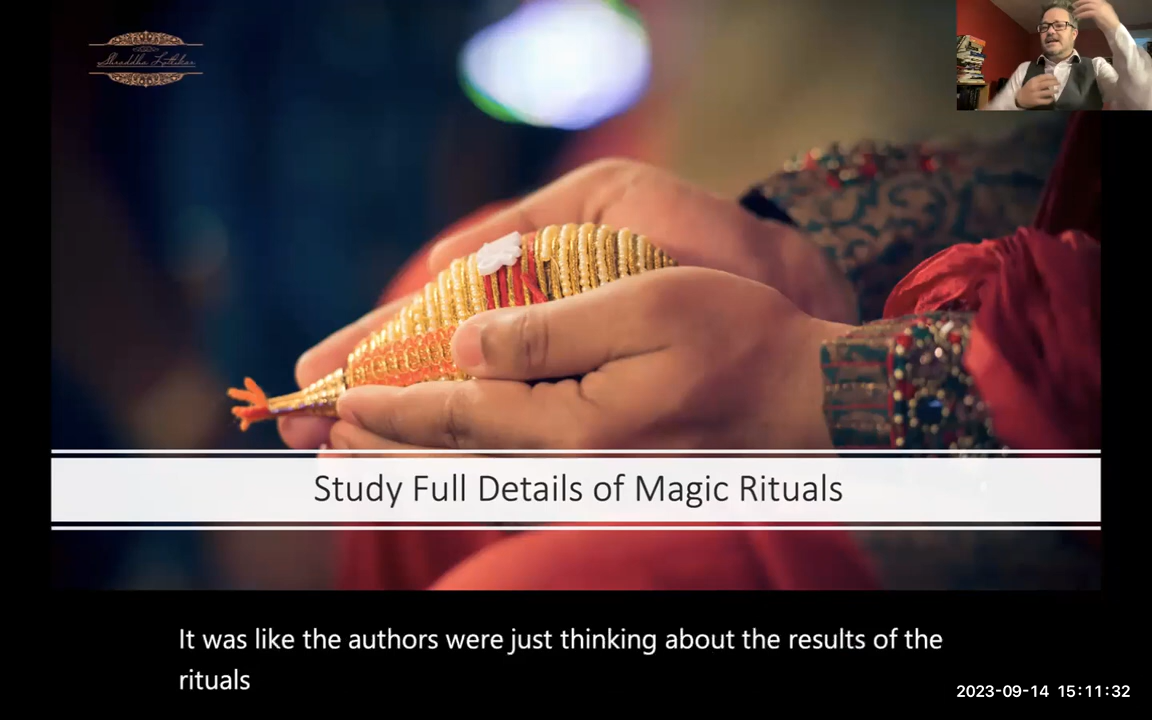 Study Full Details of Magic Rituals
It was like the authors were just thinking about the results of the
rituals
2023-09-14 15:11:32